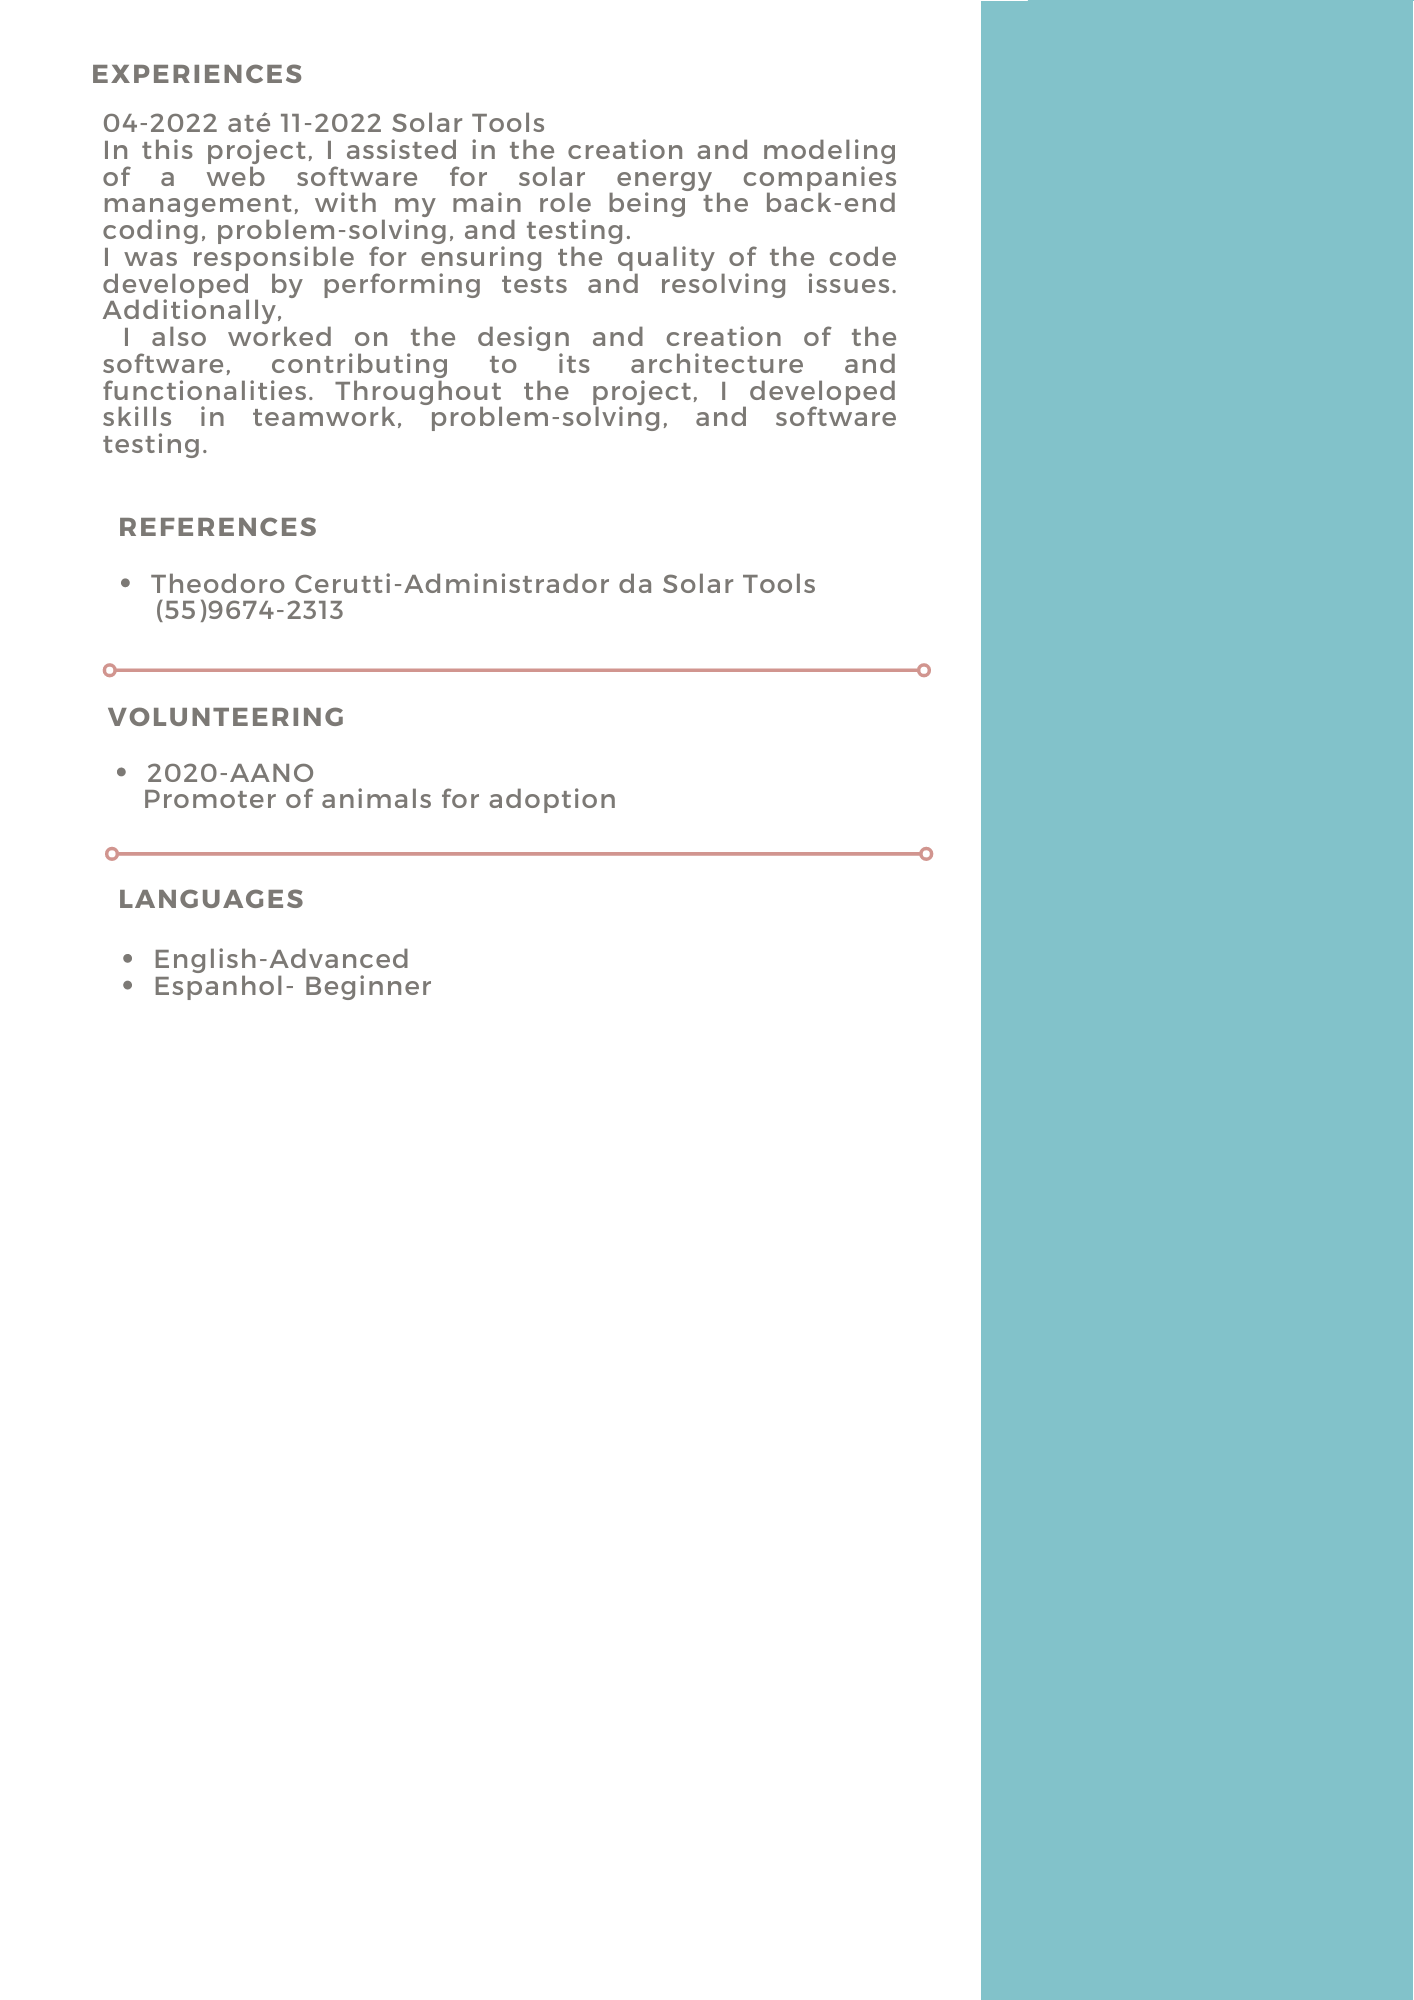 EXPERIENCES
04-2022 até 11-2022 Solar Tools
In this project, I assisted in the creation and modeling
of a web software for solar energy companies
management, with my main role being the back-end
coding, problem-solving, and testing.
I was responsible for ensuring the quality of the code
developed by performing tests and resolving issues.
Additionally,
I also worked on the design and creation of the
software, contributing to its architecture and
functionalities. Throughout the project, I developed
skills in teamwork, problem-solving, and software
testing.
REFERENCES
• Theodoro Cerutti-Administrador da Solar Tools
(55)9674-2313
VOLUNTEERING
• 2020-AANO
Promoter of animals for adoption
LANGUAGES
• English-Advanced
• Espanhol- Beginner